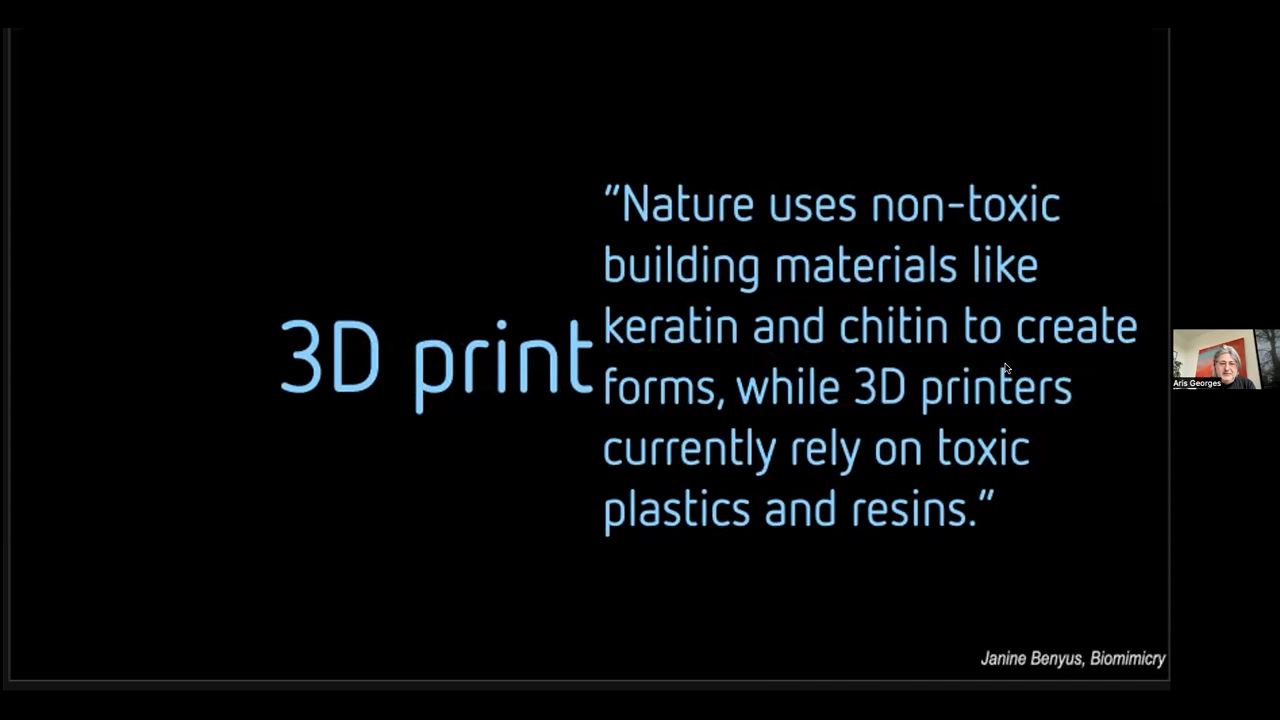 3D print
“Nature uses non-toxic
building materials like
keratin and chitin to create
forms, while 3D printers
currently rely on toxic
plastics and resins.”
Janine Benyus, Biomimicry
Aris Georges